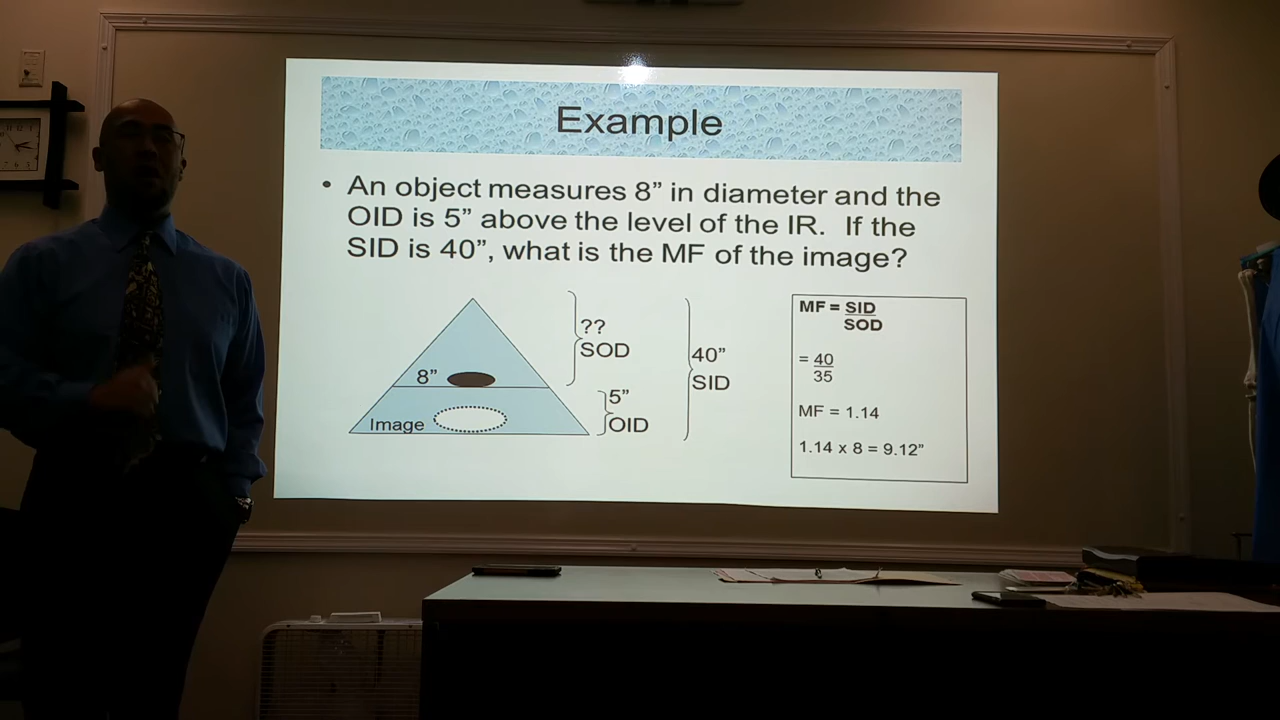 Example
• An object measures 8” in diameter and the
OID is 5” above the level of the IR.  If the
SID is 40”, what is the MF of the image?
??
SOD
8”
5”
OID
Image
40”
SID
MF = SID
SOD
= 40
35
MF = 1.14
1.14 x 8 = 9.12”